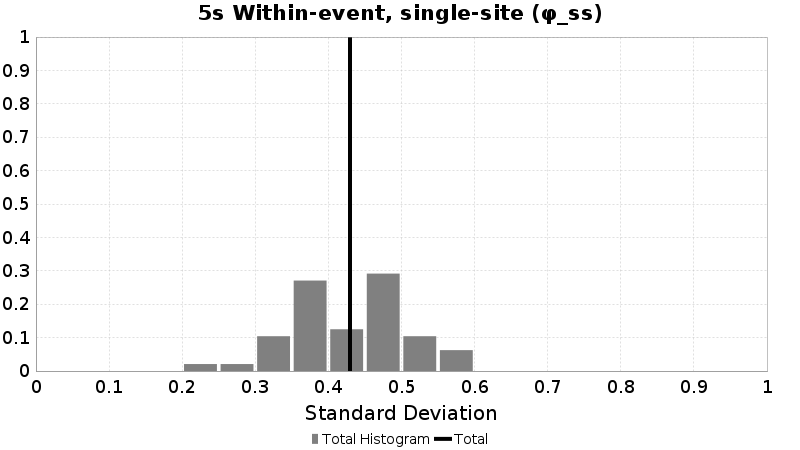 5s Within-event, single-site (φ_ss)
1
0.9
0.8
0.7
0.6
0.5
0.4
0.3
0.2
0.1
0
0 0.1 0.2 0.3 0.4 0.5 0.6 0.7 0.8 0.9 1
Standard Deviation
Total Histogram Total